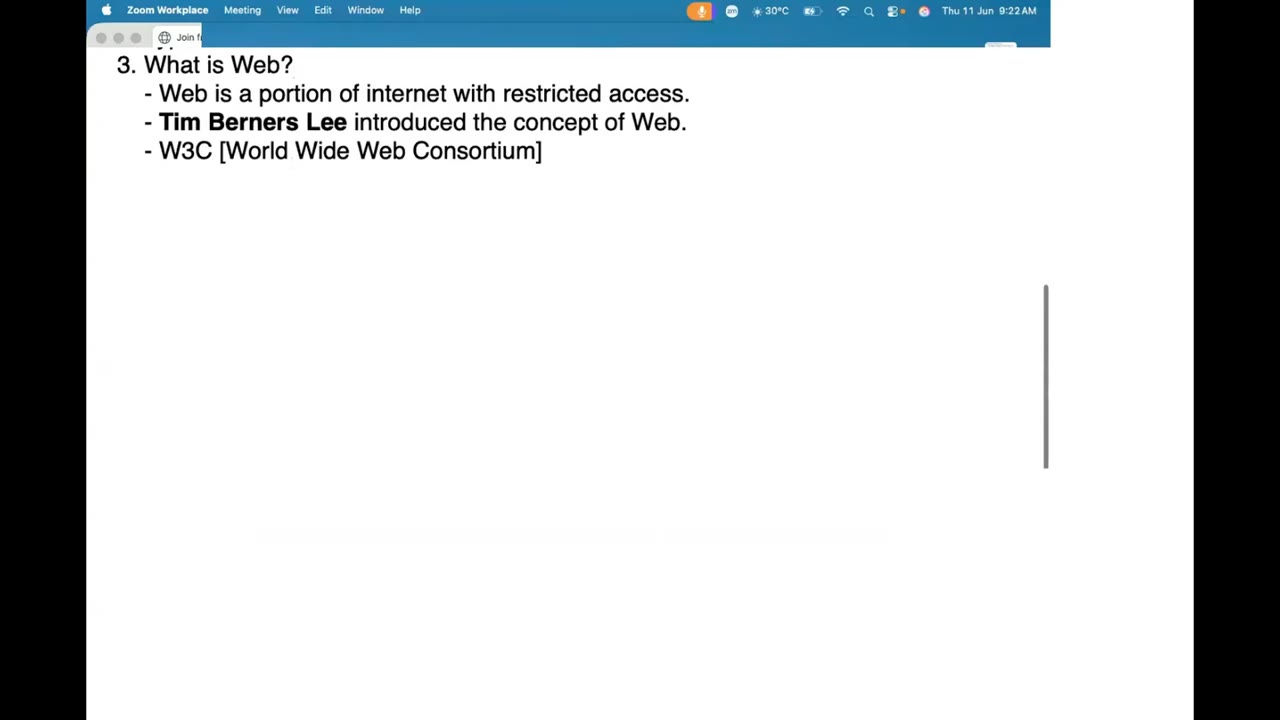 Zoom Workplace Meeting View Edit Window Help zm 30°C Thu 11 Jun 9:22 AM
Join
3. What is Web?
- Web is a portion of internet with restricted access.
- Tim Berners Lee introduced the concept of Web.
- W3C [World Wide Web Consortium]